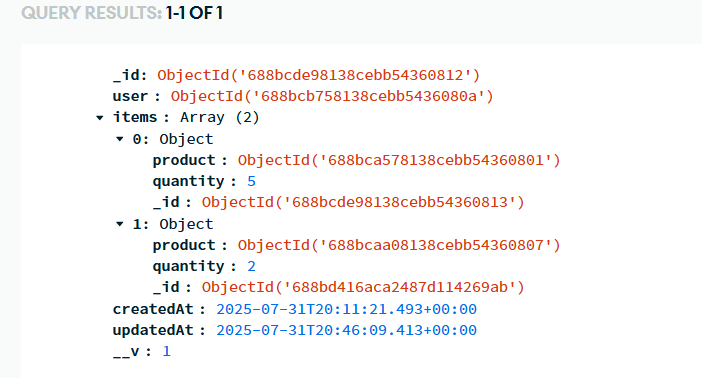 QUERY RESULTS: 1-1 OF 1
_id: ObjectId('688bcde98138cebb54360812')
user : ObjectId('688bcb758138cebb5436080a')
items : Array (2)
0: Object
product : ObjectId('688bca578138cebb54360801')
quantity : 5
_id : ObjectId('688bcde98138cebb54360813')
1: Object
product : ObjectId('688bcaa08138cebb54360807')
quantity : 2
_id : ObjectId('688bd416aca2487d114269ab')
createdAt : 2025-07-31T20:11:21.493+00:00
updatedAt : 2025-07-31T20:46:09.413+00:00
__v : 1